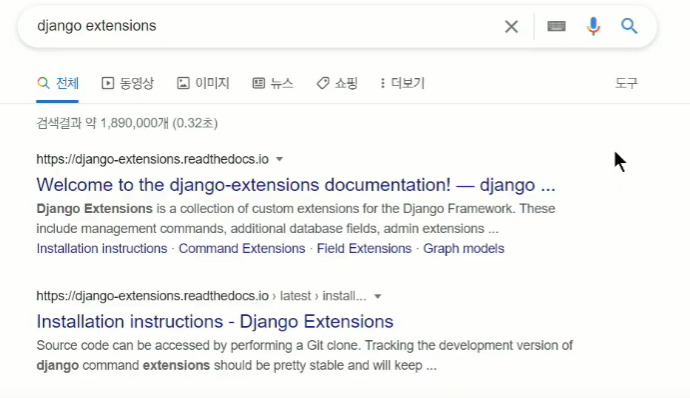 django extensions
전체 동영상 이미지 뉴스 쇼핑 더보기 도구
검색결과 약 1,890,000개 (0.32초)
https://django-extensions.readthedocs.io
Welcome to the django-extensions documentation! — django ...
Django Extensions is a collection of custom extensions for the Django Framework. These
include management commands, additional database fields, admin extensions ...
Installation instructions · Command Extensions · Field Extensions · Graph models
https://django-extensions.readthedocs.io › latest › install...
Installation instructions - Django Extensions
Source code can be accessed by performing a Git clone. Tracking the development version of
django command extensions should be pretty stable and will keep ...